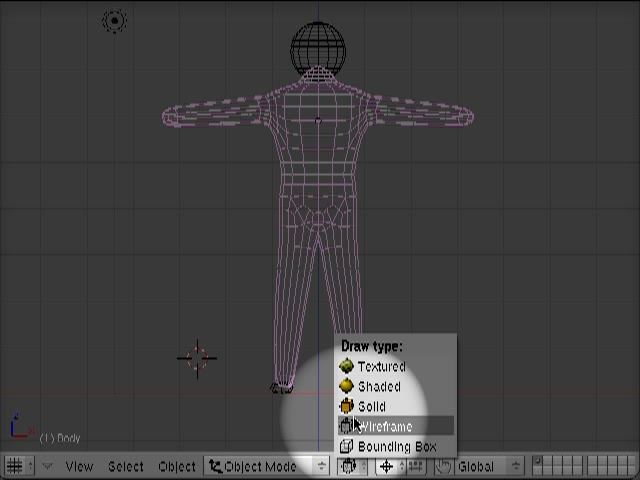 Draw type:
Textured
Shaded
Solid
Wireframe
Bounding Box
z
x
(1) Body
View Select Object Object Mode Global